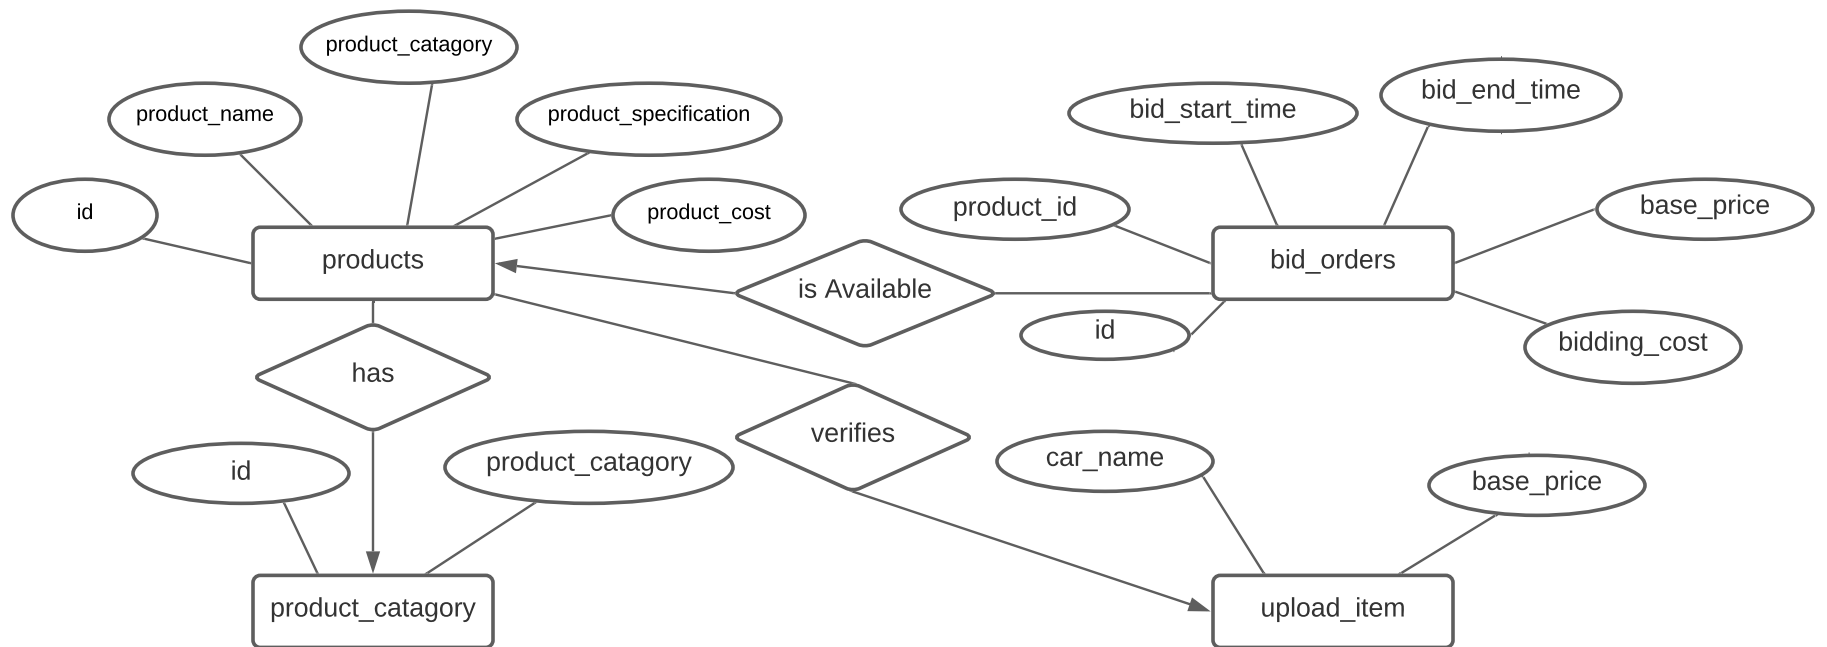 product_catagory
product_name
product_specification
id
product_cost
products
bid_start_time
bid_end_time
product_id
base_price
bid_orders
is Available
id
bidding_cost
has
verifies
id
product_catagory
car_name
base_price
product_catagory
upload_item